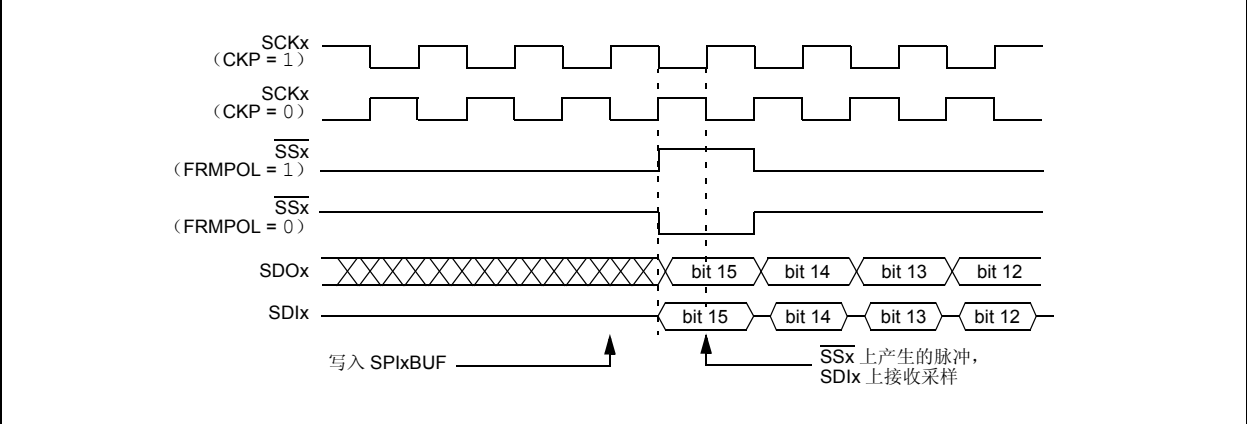 SCKx
（CKP = 1）
SCKx
（CKP = 0）
SSx
（FRMPOL = 1）
SSx
（FRMPOL = 0）
SDOx
bit 15 bit 14 bit 13 bit 12
SDIx
bit 15 bit 14 bit 13 bit 12
写入 SPIxBUF
SSx 上产生的脉冲，
SDIx 上接收采样